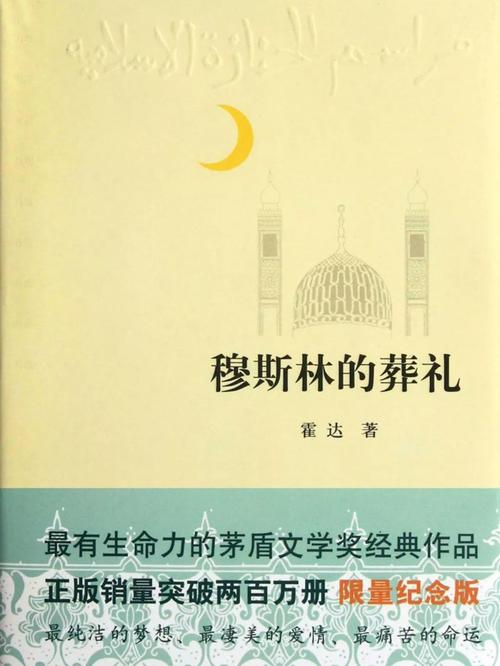 مراسم الجنازة الاسلامية
穆斯林的葬礼
霍达 著
最有生命力的茅盾文学奖经典作品
正版销量突破两百万册 限量纪念版
最纯洁的梦想、最凄美的爱情、最痛苦的命运